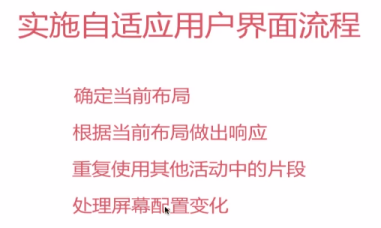 实施自适应用户界面流程
确定当前布局
根据当前布局做出响应
重复使用其他活动中的片段
处理屏幕配置变化